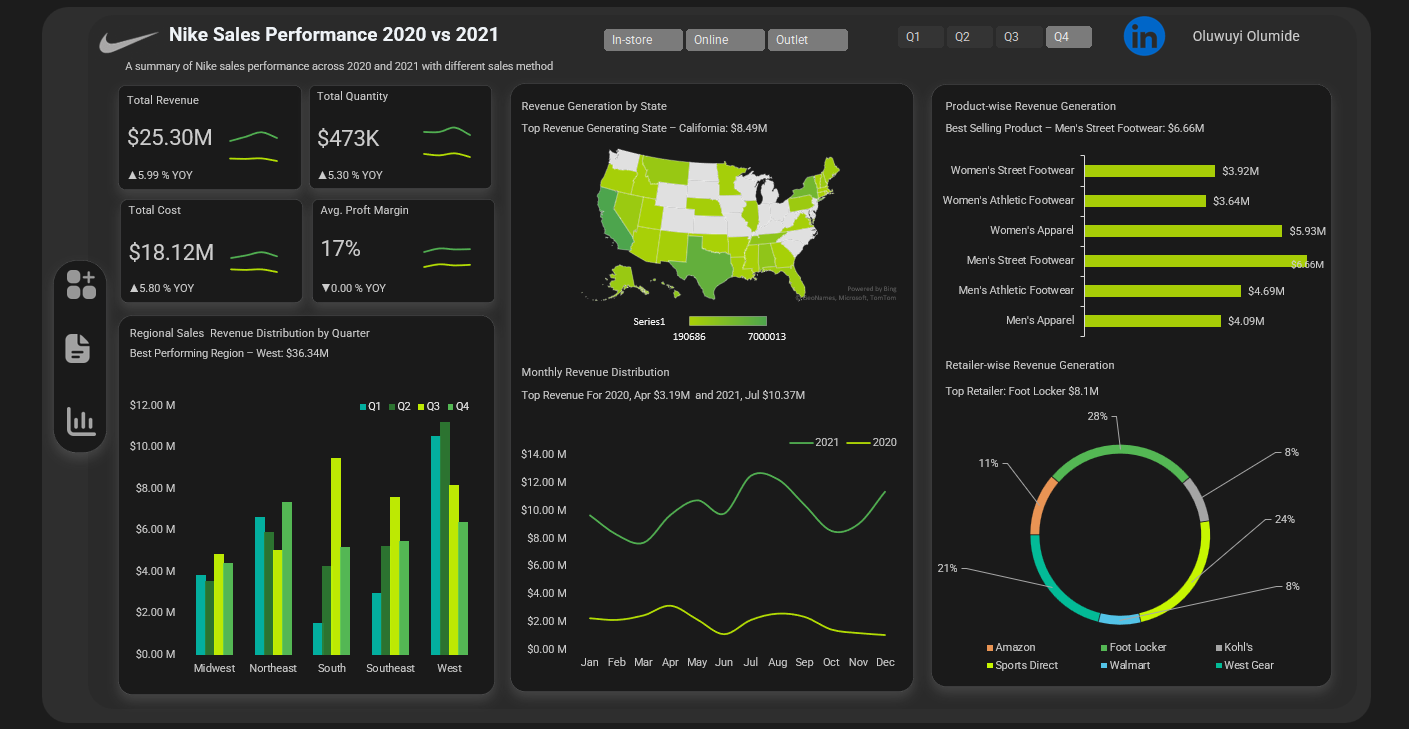 Nike Sales Performance 2020 vs 2021
A summary of Nike sales performance across 2020 and 2021 with different sales method
In-store
Online
Outlet
Q1
Q2
Q3
Q4
in
Oluwuyi Olumide
Total Revenue
$25.30M
▲5.99 % YOY
Total Quantity
$473K
▲5.30 % YOY
Total Cost
$18.12M
▲5.80 % YOY
Avg. Proft Margin
17%
▼0.00 % YOY
Regional Sales Revenue Distribution by Quarter
Best Performing Region – West: $36.34M
Q1 Q2 Q3 Q4
$12.00 M
$10.00 M
$8.00 M
$6.00 M
$4.00 M
$2.00 M
$0.00 M
Midwest Northeast South Southeast West
Revenue Generation by State
Top Revenue Generating State – California: $8.49M
Powered by Bing
GeoNames, Microsoft, TomTom
Series1
190686 7000013
Monthly Revenue Distribution
Top Revenue For 2020, Apr $3.19M and 2021, Jul $10.37M
2021 2020
$14.00 M
$12.00 M
$10.00 M
$8.00 M
$6.00 M
$4.00 M
$2.00 M
$0.00 M
Jan Feb Mar Apr May Jun Jul Aug Sep Oct Nov Dec
Product-wise Revenue Generation
Best Selling Product – Men's Street Footwear: $6.66M
Women's Street Footwear $3.92M
Women's Athletic Footwear $3.64M
Women's Apparel $5.93M
Men's Street Footwear $6.66M
Men's Athletic Footwear $4.69M
Men's Apparel $4.09M
Retailer-wise Revenue Generation
Top Retailer: Foot Locker $8.1M
28%
8%
11%
24%
21%
8%
Amazon Foot Locker Kohl's
Sports Direct Walmart West Gear